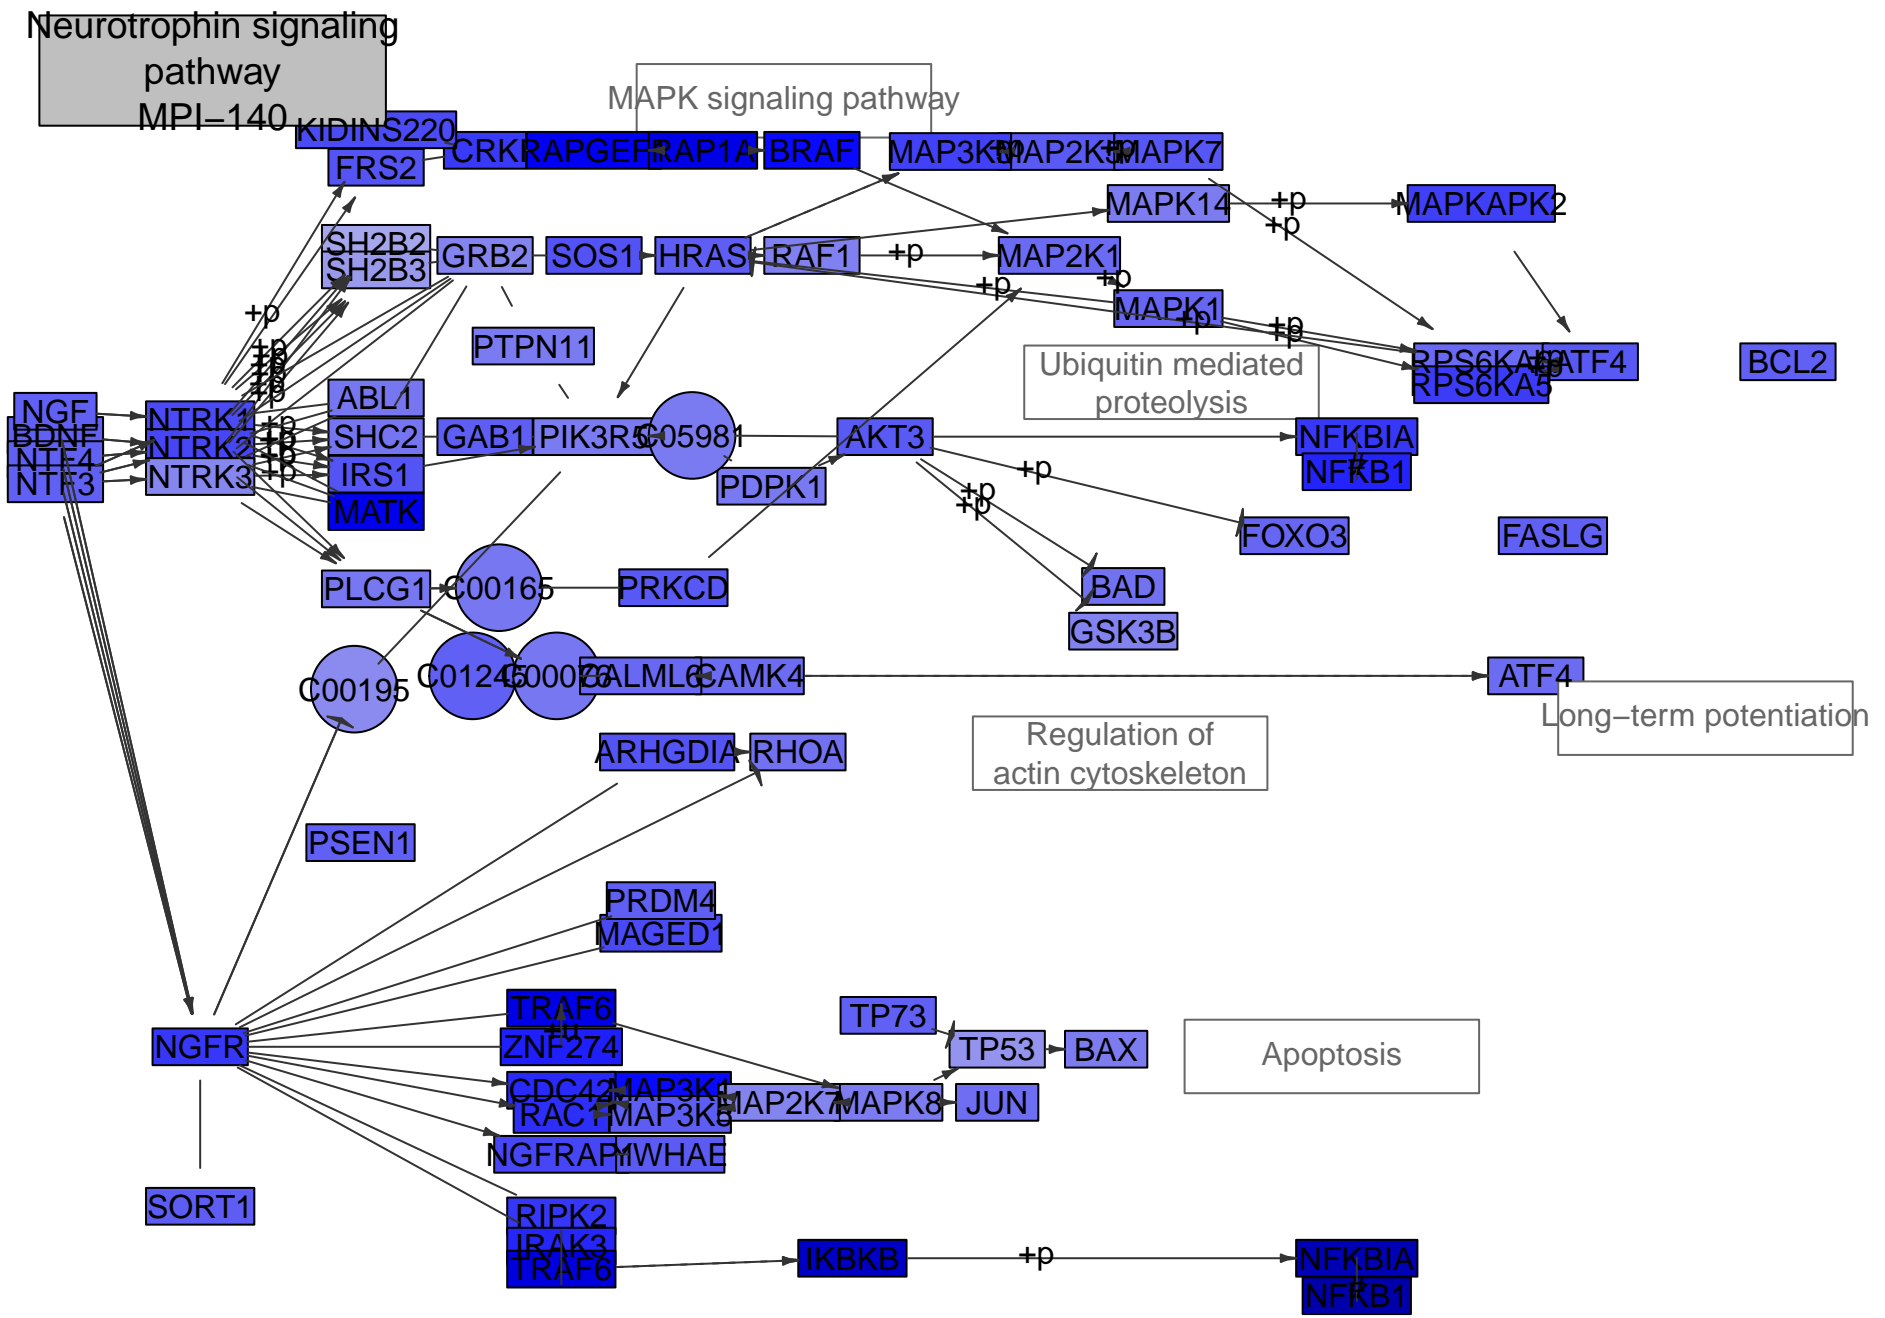 Neurotrophin signaling
pathway
MPI−140
MAPK signaling pathway
KIDINS220
FRS2
RAP1A
BRAF
MAP2K5
MAPK7
+p
MAPK14
+p
MAPKAPK2
+p
SH2B2
SH2B3
GRB2
SOS1
HRAS
RAF1
+p
MAP2K1
+p
+p
MAPK1
+p
+p
+p
+p
PTPN11
Ubiquitin mediated
proteolysis
RPS6KA5
ATF4
BCL2
+p
+p
+p
+p
+p
ABL1
NGF
BDNF
NTF4
NTF3
NTRK1
NTRK2
NTRK3
+p
+p
+p
+p
SHC2
IRS1
MATK
GAB1
PIK3R5
C05981
PDPK1
AKT3
+p
+p
+p
NFKBIA
NFKB1
FOXO3
FASLG
PLCG1
C00165
PRKCD
BAD
GSK3B
C00195
C01245
C00076
CALML6
CAMK4
ATF4
Long−term potentiation
Regulation of
actin cytoskeleton
ARHGDIA
RHOA
PSEN1
PRDM4
MAGED1
NGFR
TRAF6
+u
ZNF274
TP73
TP53
BAX
Apoptosis
CDC42
RAC1
MAP3K1
MAP3K5
MAP2K7
MAPK8
JUN
NGFRAP1
YWHAE
SORT1
RIPK2
IRAK3
TRAF6
IKBKB
+p
NFKBIA
NFKB1